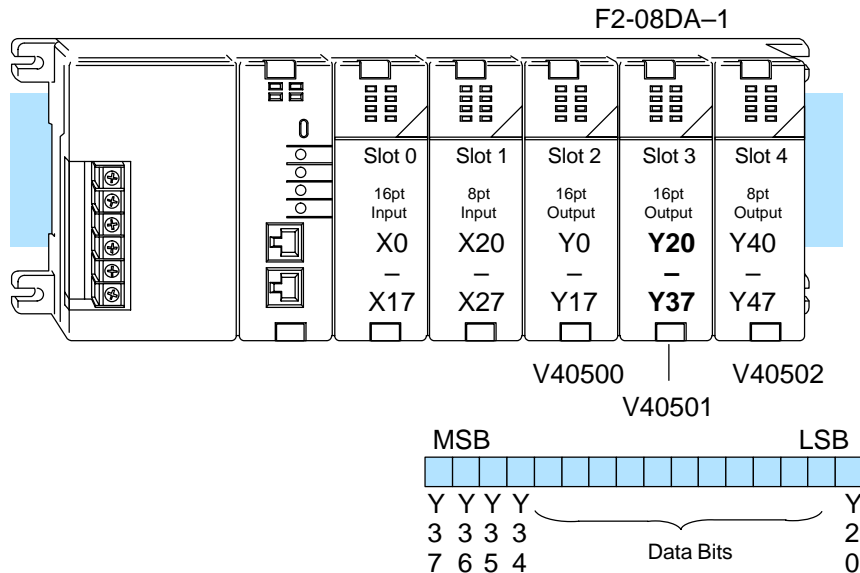 F2-08DA–1
Slot 0 Slot 1 Slot 2 Slot 3 Slot 4
16pt 8pt 16pt 16pt 8pt
Input Input Output Output Output
X0 X20 Y0 Y20 Y40
– – – – –
X17 X27 Y17 Y37 Y47
V40500 V40502
V40501
MSB LSB
Y Y Y Y Y
3 3 3 3 2
7 6 5 4 0
Data Bits